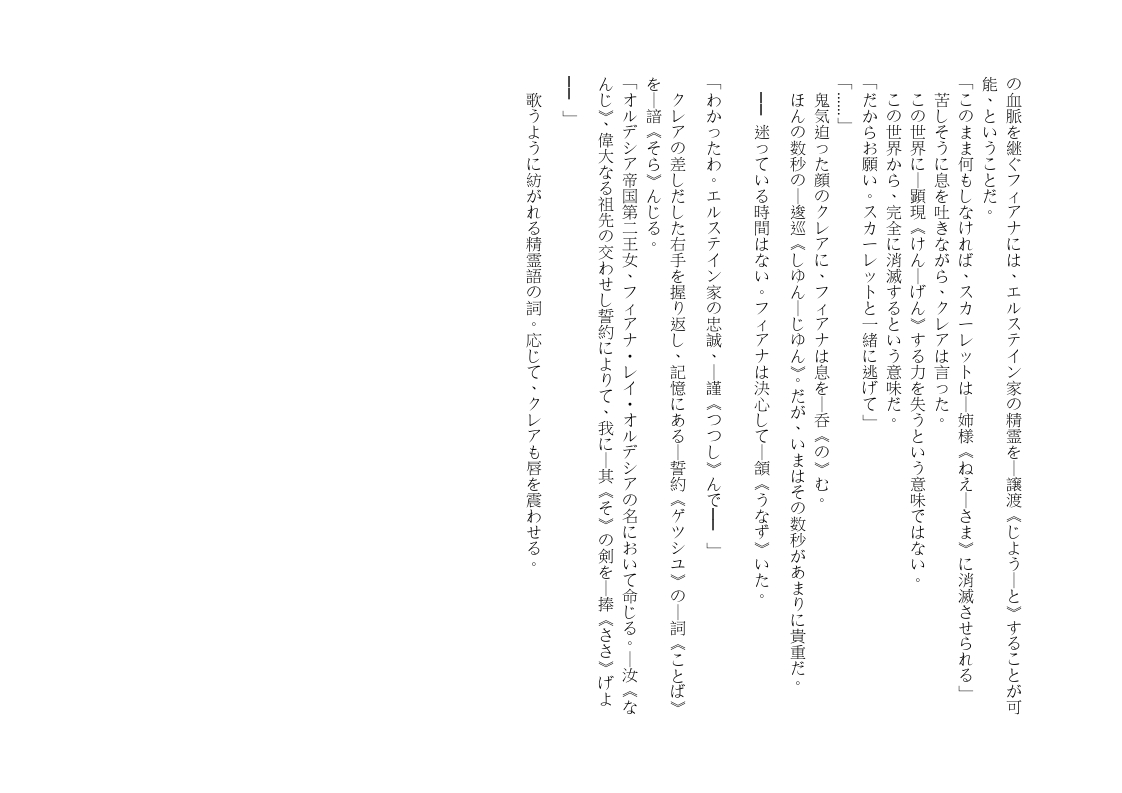 の血脈を継ぐフィアナには、エルステイン家の精霊を―譲渡《じよう―と》することが可
能、ということだ。
「このまま何もしなければ、スカーレットは―姉様《ねえ―さま》に消滅させられる」
苦しそうに息を吐きながら、クレアは言った。
この世界に―顕現《けん―げん》する力を失うという意味ではない。
この世界から、完全に消滅するという意味だ。
「だからお願い。スカーレットと一緒に逃げて」
「……」
鬼気迫った顔のクレアに、フィアナは息を―呑《の》む。
ほんの数秒の―逡巡《しゆん―じゆん》。だが、いまはその数秒があまりに貴重だ。
━━ 迷っている時間はない。フィアナは決心して―頷《うなず》いた。
「わかったわ。エルステイン家の忠誠、―謹《つつし》んで━━ 」
クレアの差しだした右手を握り返し、記憶にある―誓約《ゲツシユ》の―詞《ことば》
を―諳《そら》んじる。
「オルデシア帝国第二王女、フィアナ・レイ・オルデシアの名において命じる。―汝《な
んじ》、偉大なる祖先の交わせし誓約によりて、我に―其《そ》の剣を―捧《ささ》げよ
━━ 」
歌うように紡がれる精霊語の詞。応じて、クレアも唇を震わせる。